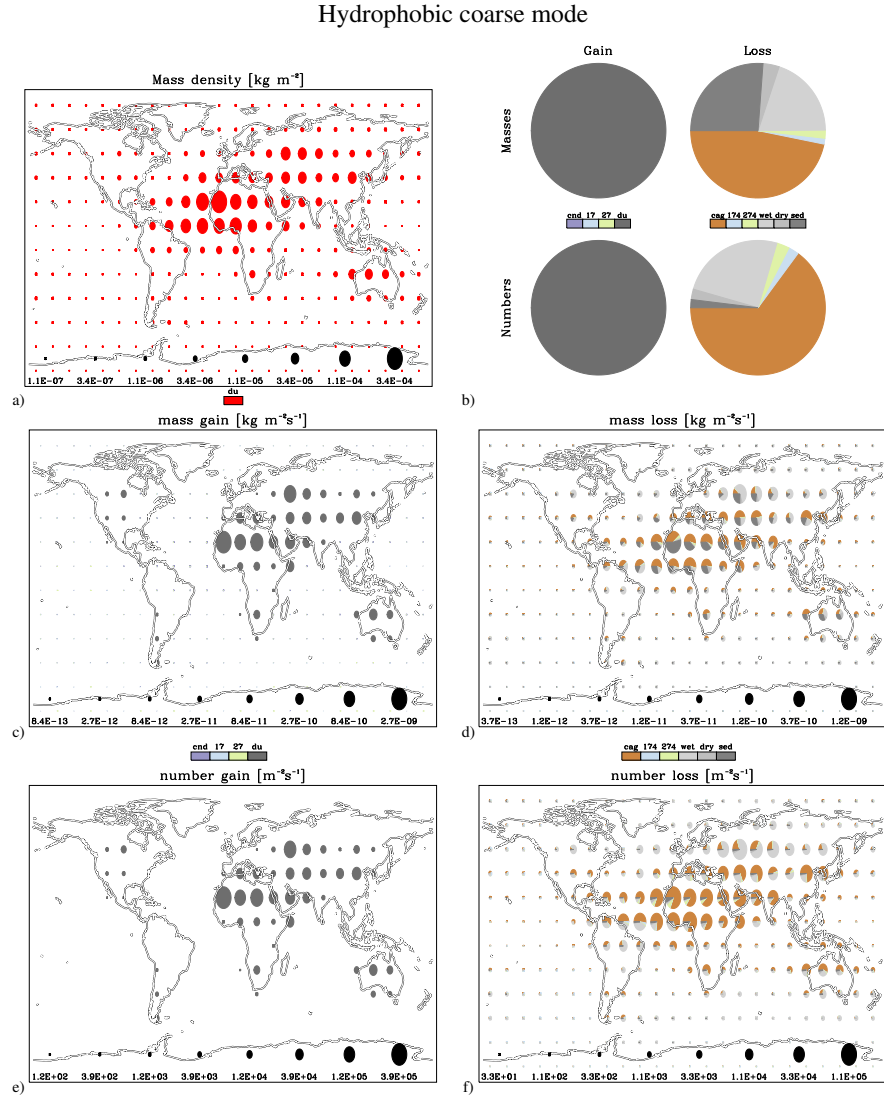 Hydrophobic coarse mode
Mass density [kg m⁻²]
1.1E-07 3.4E-07 1.1E-06 3.4E-06 1.1E-05 3.4E-05 1.1E-04 3.4E-04
du
a)
Gain Loss
Masses
cnd 17 27 du
cag 174 274 wet dry sed
Numbers
b)
mass gain [kg m⁻²s⁻¹]
8.4E-13 2.7E-12 8.4E-12 2.7E-11 8.4E-11 2.7E-10 8.4E-10 2.7E-09
c)
mass loss [kg m⁻²s⁻¹]
3.7E-13 1.2E-12 3.7E-12 1.2E-11 3.7E-11 1.2E-10 3.7E-10 1.2E-09
d)
cnd 17 27 du
cag 174 274 wet dry sed
number gain [m⁻²s⁻¹]
1.2E+02 3.9E+02 1.2E+03 3.9E+03 1.2E+04 3.9E+04 1.2E+05 3.9E+05
e)
number loss [m⁻²s⁻¹]
3.3E+01 1.1E+02 3.3E+02 1.1E+03 3.3E+03 1.1E+04 3.3E+04 1.1E+05
f)